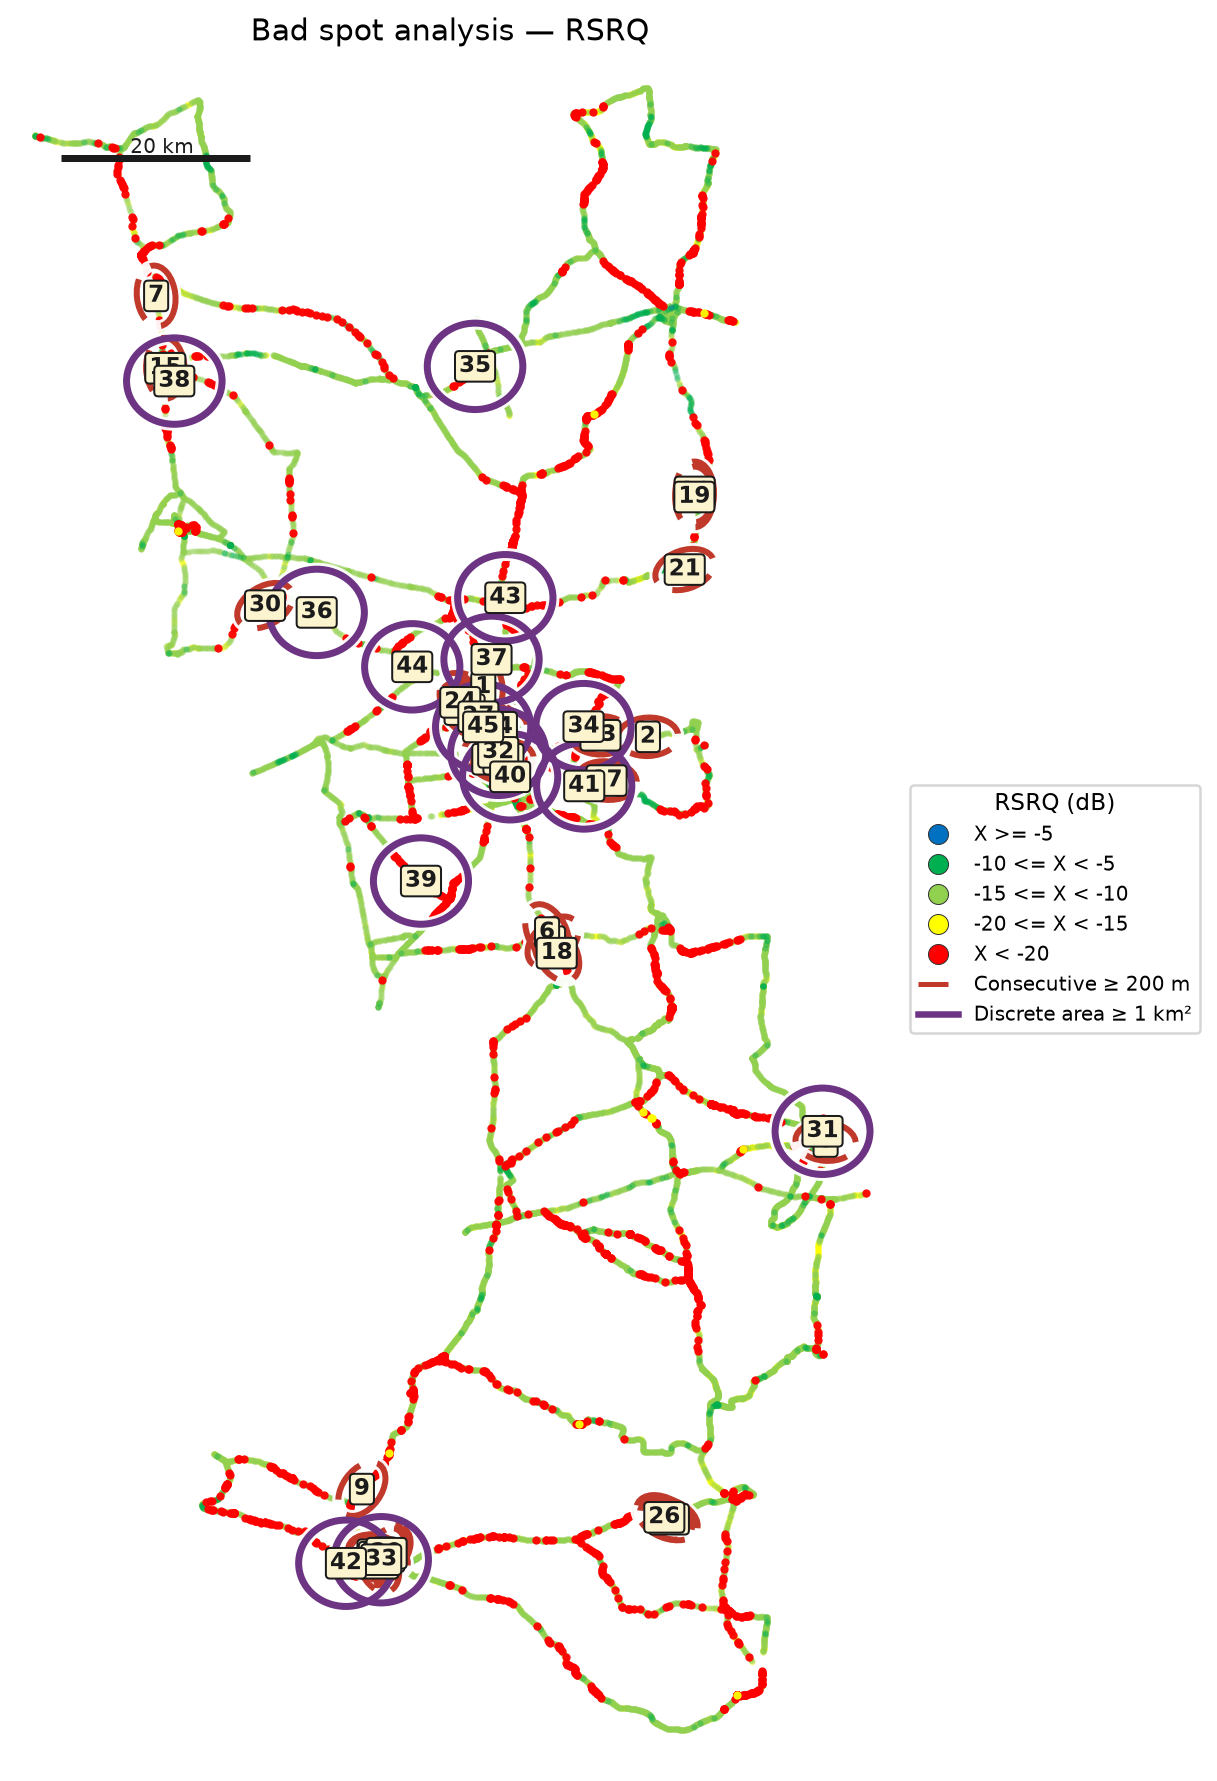 Bad spot analysis — RSRQ
20 km
7
35
38
19
21
30
36
43
44
37
1
24
45
34
2
32
40
41
39
6
18
RSRQ (dB)
X >= -5
-10 <= X < -5
-15 <= X < -10
-20 <= X < -15
X < -20
Consecutive ≥ 200 m
Discrete area ≥ 1 km²
31
9
26
42
33